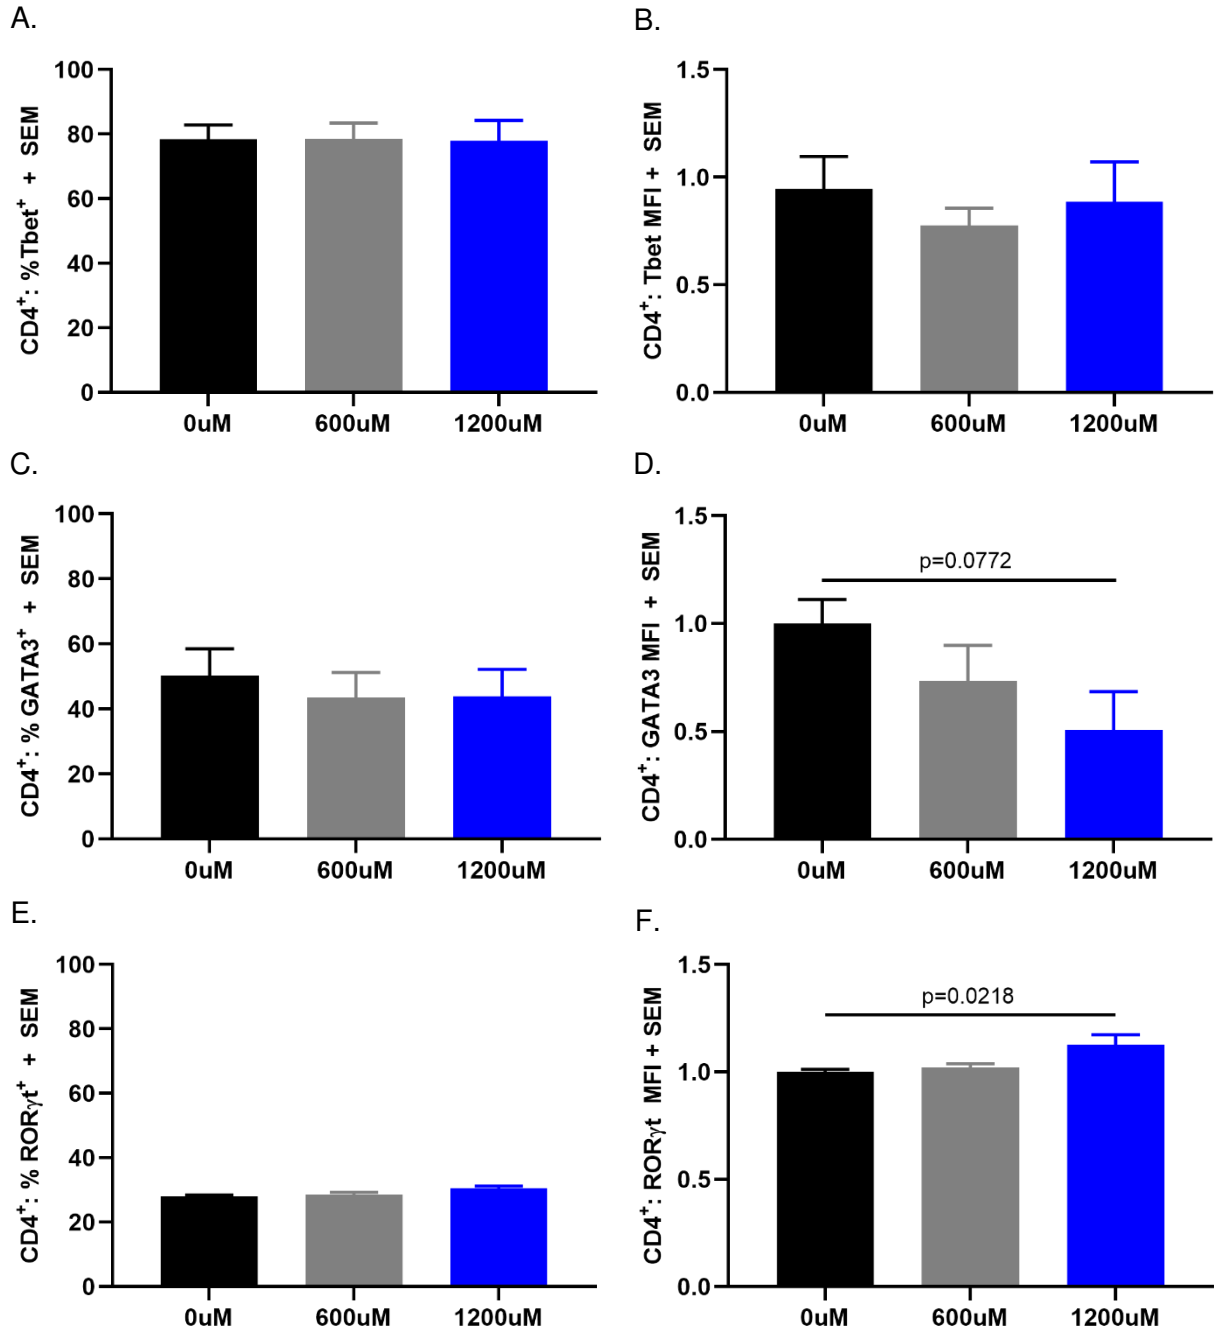 A.
CD4⁺: %Tbet⁺ + SEM
100
80
60
40
20
0
0uM 600uM 1200uM
B.
CD4⁺: Tbet MFI + SEM
1.5
1.0
0.5
0.0
0uM 600uM 1200uM
C.
CD4⁺: % GATA3⁺ + SEM
100
80
60
40
20
0
0uM 600uM 1200uM
D.
CD4⁺: GATA3 MFI + SEM
1.5
1.0
0.5
0.0
p=0.0772
0uM 600uM 1200uM
E.
CD4⁺: % RORγt⁺ + SEM
100
80
60
40
20
0
0uM 600uM 1200uM
F.
CD4⁺: RORγt MFI + SEM
1.5
1.0
0.5
0.0
p=0.0218
0uM 600uM 1200uM